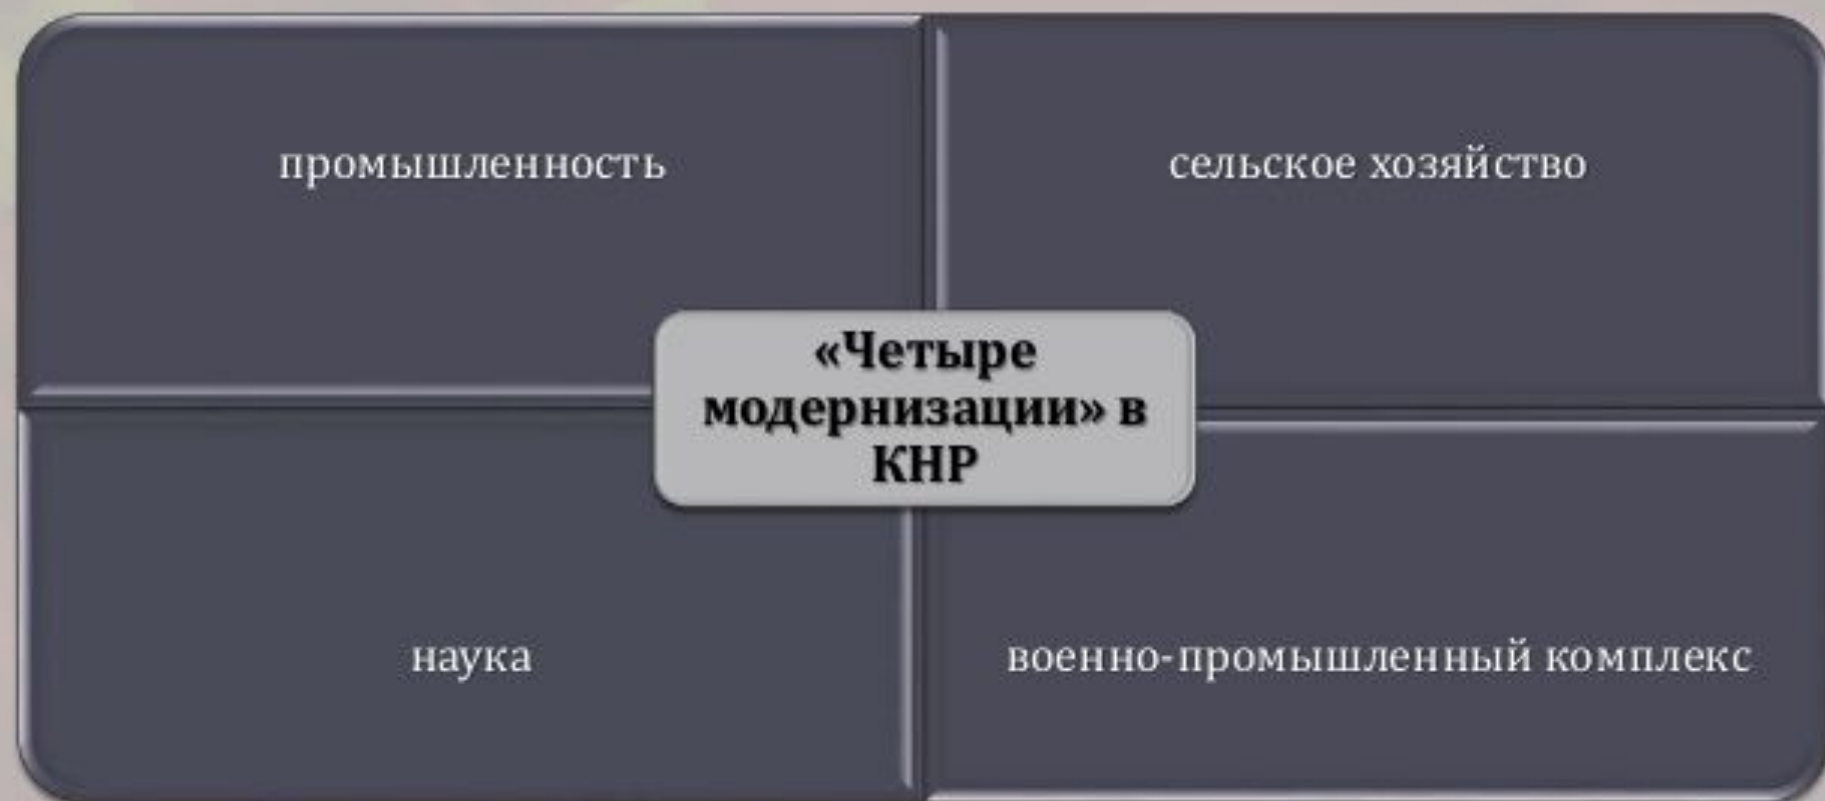 промышленность
сельское хозяйство
«Четыре
модернизации» в
КНР
наука
военно-промышленный комплекс